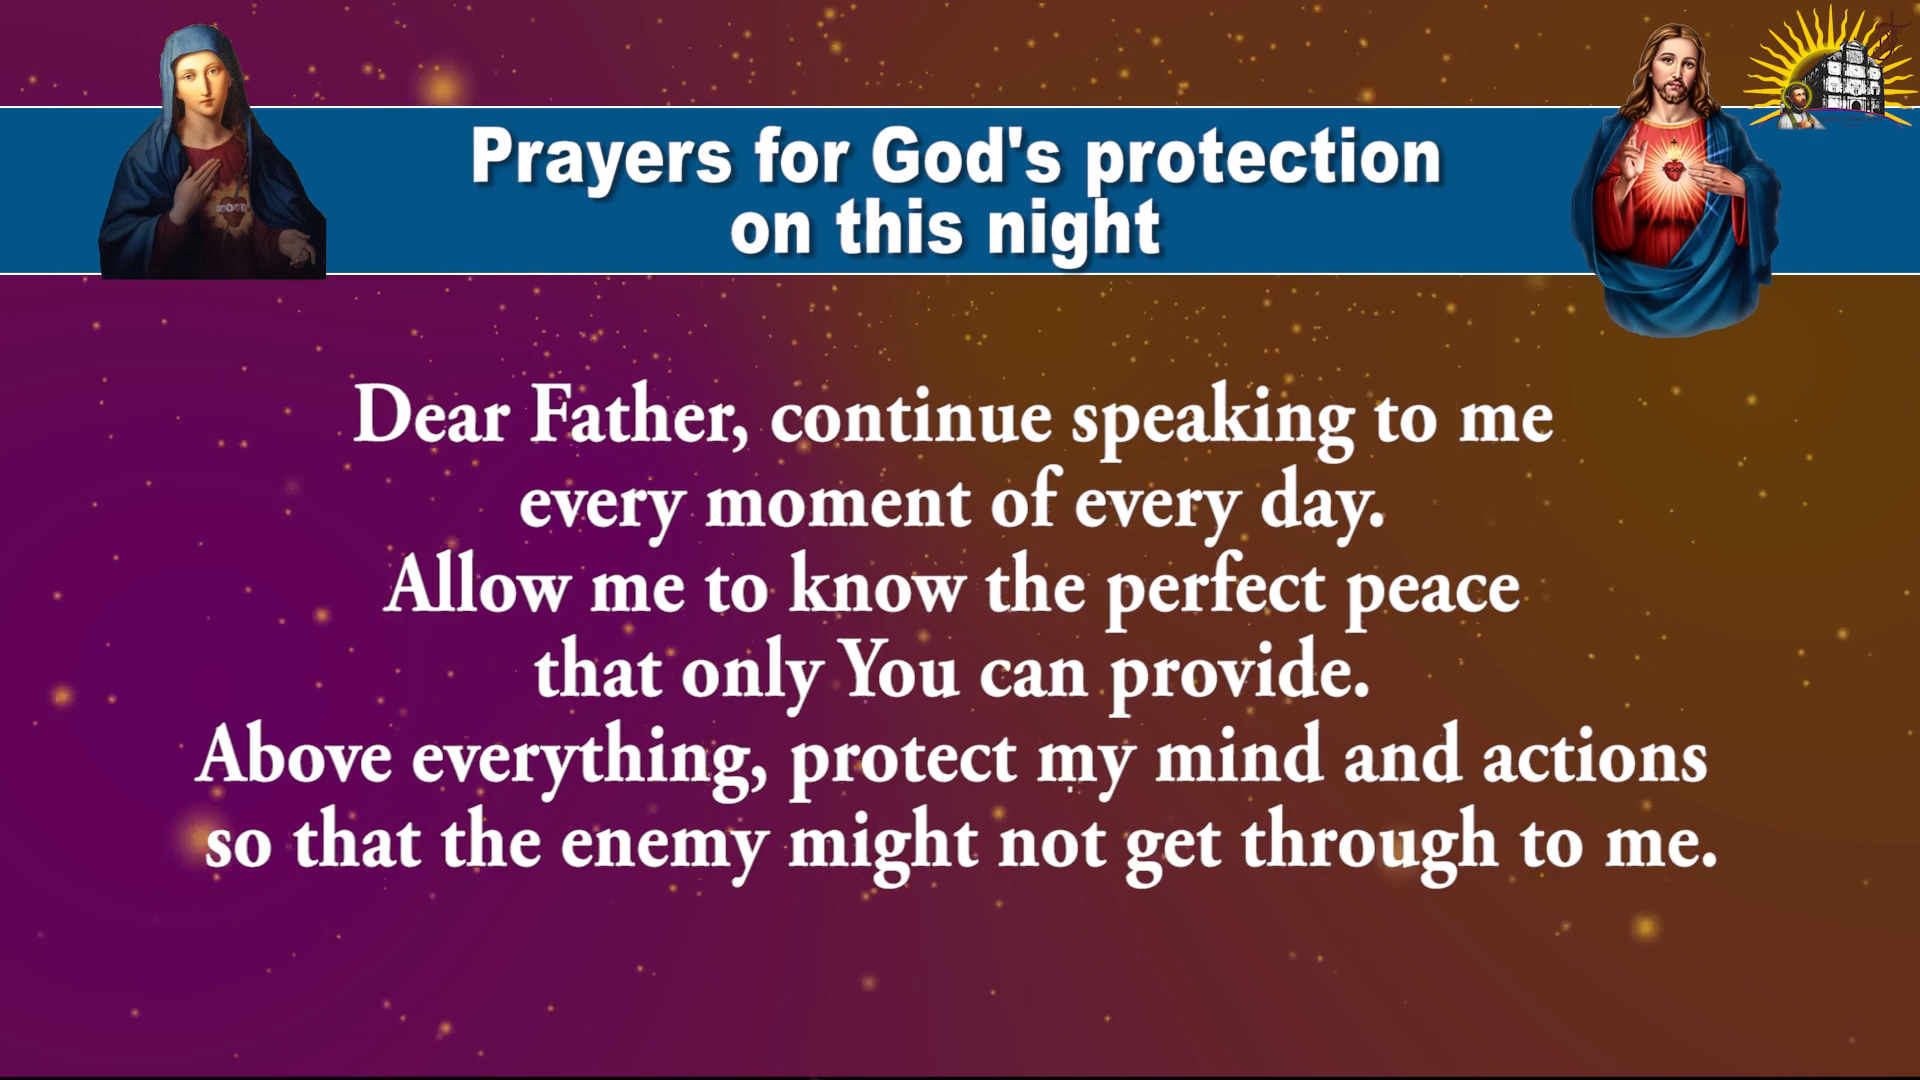 Prayers for God's protection
on this night
Dear Father, continue speaking to me
every moment of every day.
Allow me to know the perfect peace
that only You can provide.
Above everything, protect my mind and actions
so that the enemy might not get through to me.